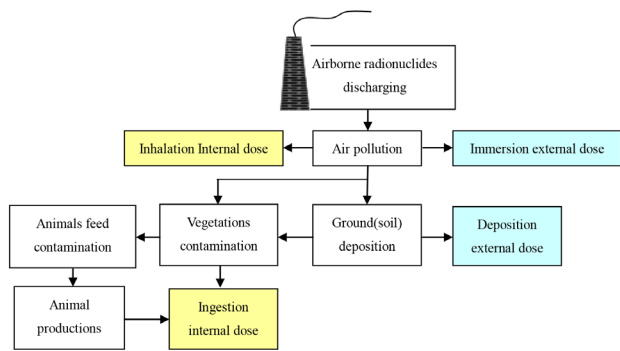 Airborne radionuclides
discharging
Inhalation Internal dose
Air pollution
Immersion external dose
Animals feed
contamination
Vegetations
contamination
Ground(soil)
deposition
Deposition
external dose
Animal
productions
Ingestion
internal dose